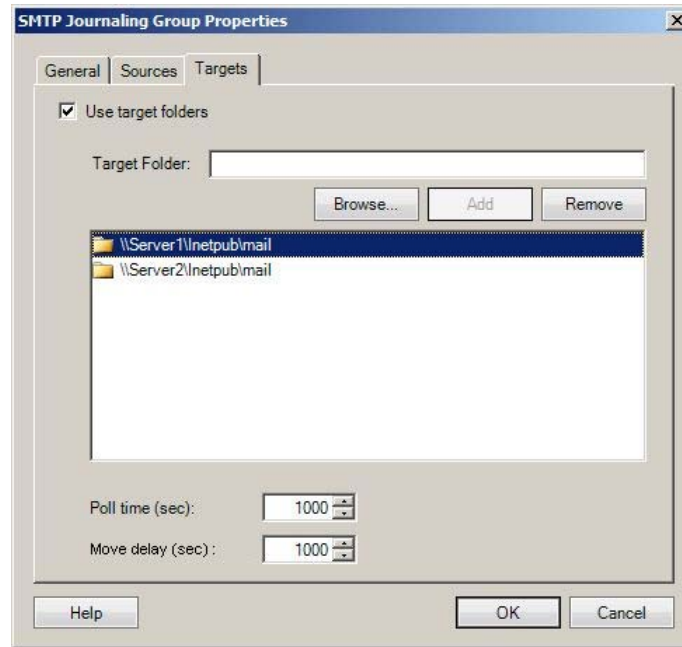 SMTP Journaling Group Properties
General Sources Targets
Use target folders
Target Folder:
Browse... Add Remove
\\Server1\Inetpub\mail
\\Server2\Inetpub\mail
Poll time (sec): 1000
Move delay (sec) : 1000
Help OK Cancel